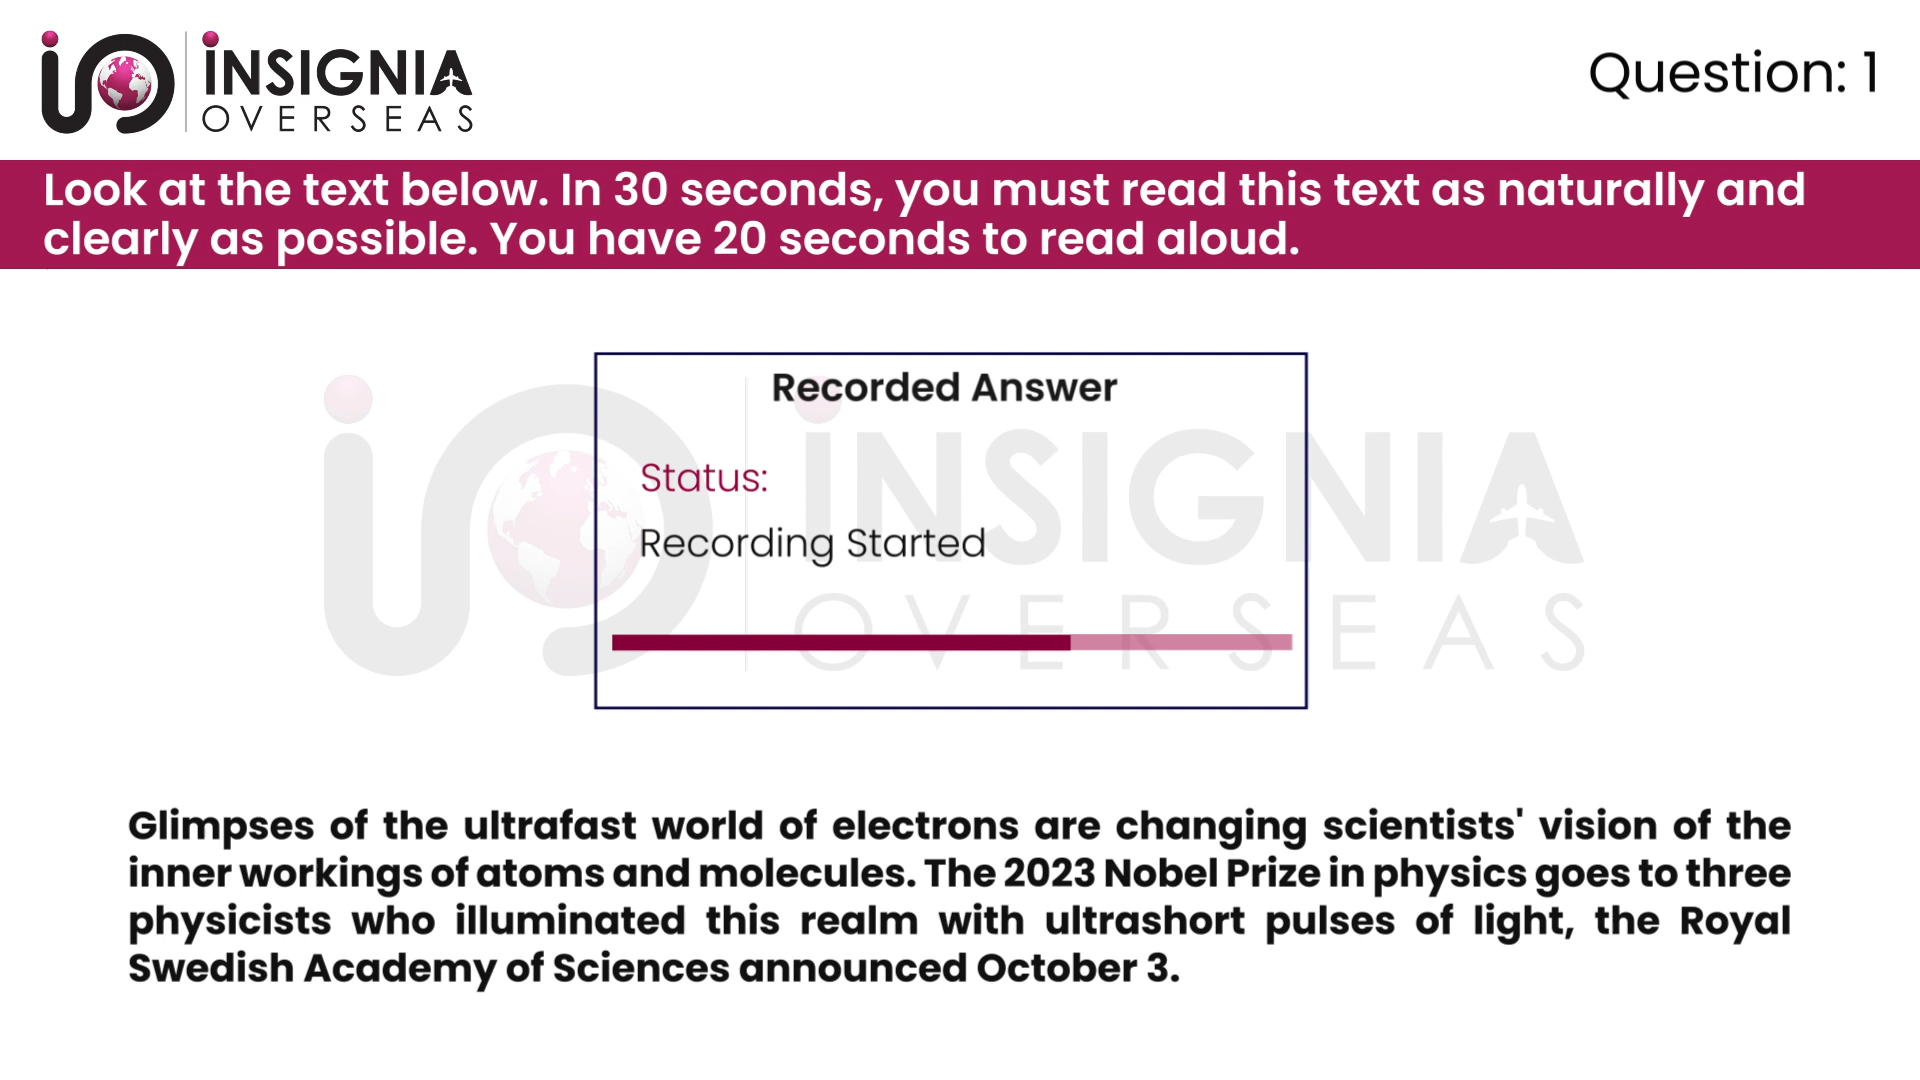 INSIGNIA
OVERSEAS
Question: 1
Look at the text below. In 30 seconds, you must read this text as naturally and
clearly as possible. You have 20 seconds to read aloud.
Recorded Answer
Status:
Recording Started
INSIGNIA
OVERSEAS
Glimpses of the ultrafast world of electrons are changing scientists' vision of the
inner workings of atoms and molecules. The 2023 Nobel Prize in physics goes to three
physicists who illuminated this realm with ultrashort pulses of light, the Royal
Swedish Academy of Sciences announced October 3.